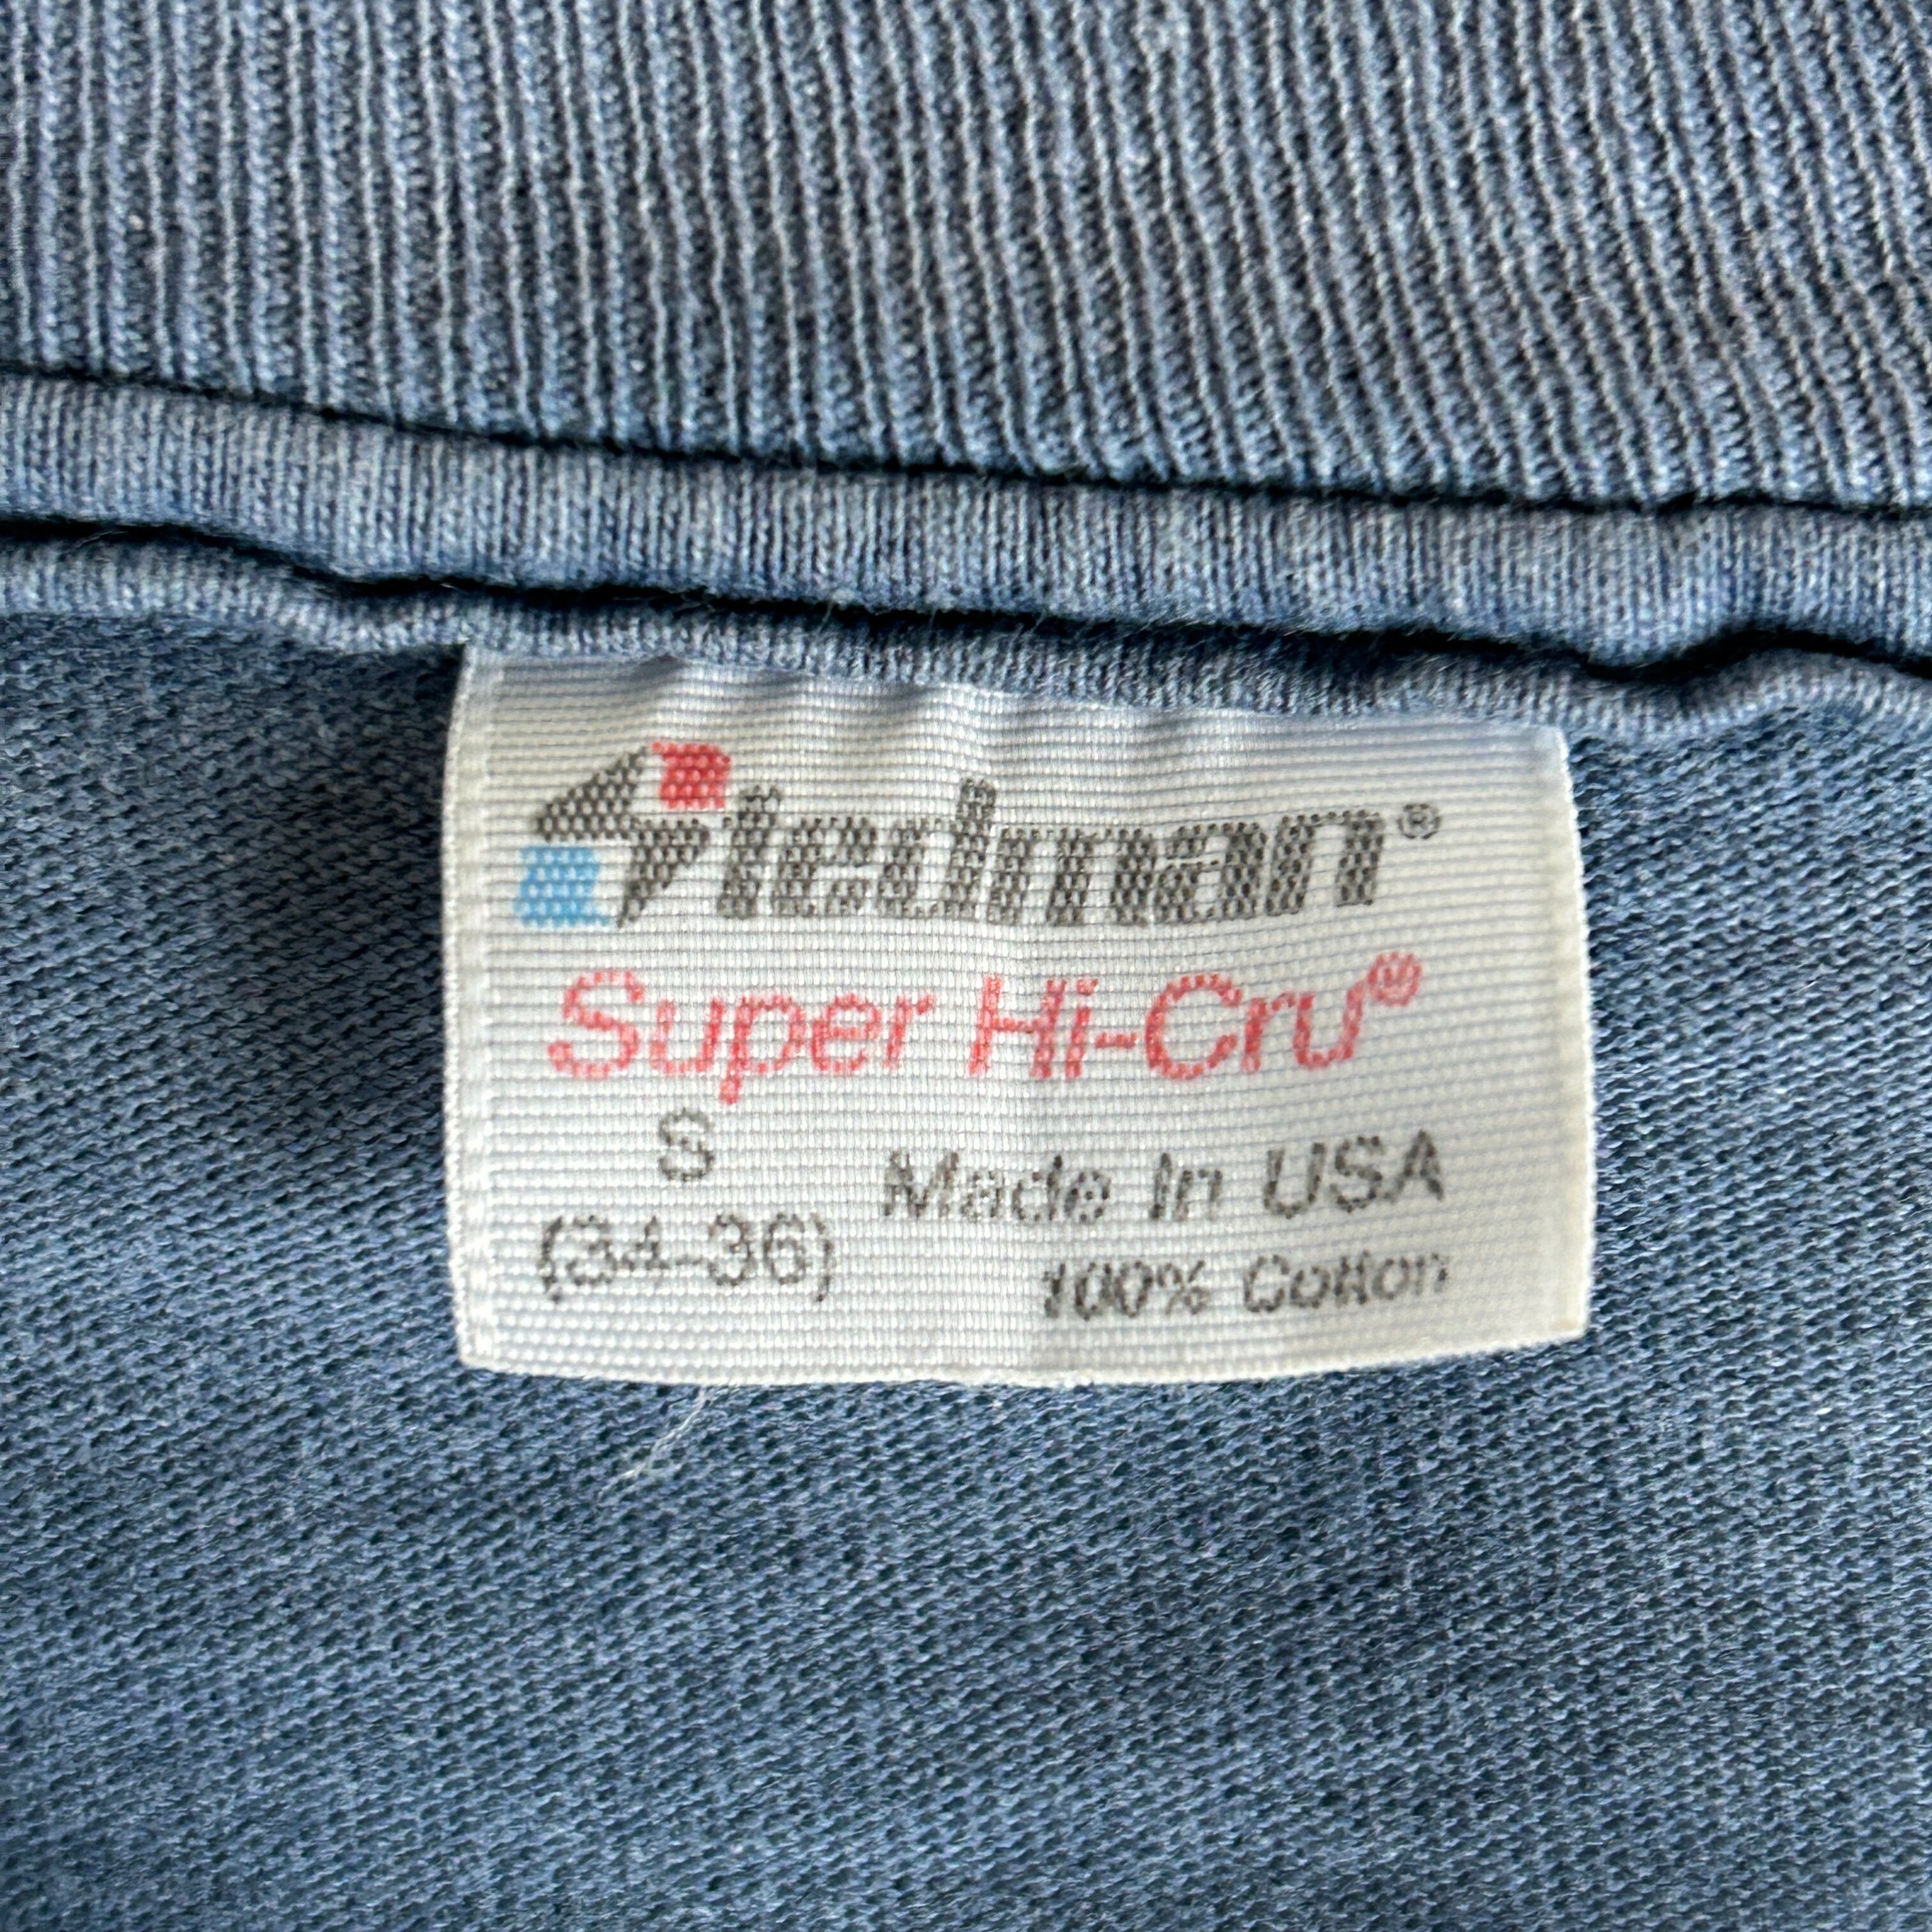 Stedman®
Super Hi-Cru®
S
(34-36)
Made In USA
100% Cotton